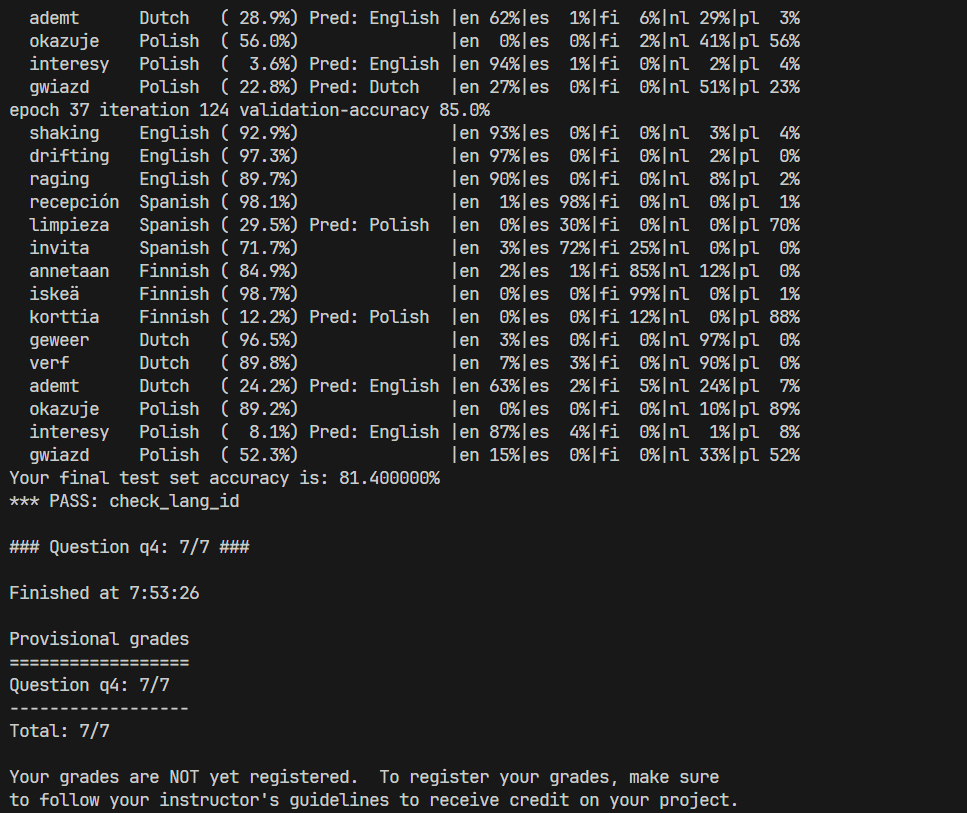 ademt      Dutch   ( 28.9%) Pred: English |en 62%|es  1%|fi  6%|nl 29%|pl  3%
  okazuje    Polish  ( 56.0%)               |en  0%|es  0%|fi  2%|nl 41%|pl 56%
  interesy   Polish  (  3.6%) Pred: English |en 94%|es  1%|fi  0%|nl  2%|pl  4%
  gwiazd     Polish  ( 22.8%) Pred: Dutch   |en 27%|es  0%|fi  0%|nl 51%|pl 23%
epoch 37 iteration 124 validation-accuracy 85.0%
  shaking    English ( 92.9%)               |en 93%|es  0%|fi  0%|nl  3%|pl  4%
  drifting   English ( 97.3%)               |en 97%|es  0%|fi  0%|nl  2%|pl  0%
  raging     English ( 89.7%)               |en 90%|es  0%|fi  0%|nl  8%|pl  2%
  recepción  Spanish ( 98.1%)               |en  1%|es 98%|fi  0%|nl  0%|pl  1%
  limpieza   Spanish ( 29.5%) Pred: Polish  |en  0%|es 30%|fi  0%|nl  0%|pl 70%
  invita     Spanish ( 71.7%)               |en  3%|es 72%|fi 25%|nl  0%|pl  0%
  annetaan   Finnish ( 84.9%)               |en  2%|es  1%|fi 85%|nl 12%|pl  0%
  iskeä      Finnish ( 98.7%)               |en  0%|es  0%|fi 99%|nl  0%|pl  1%
  korttia    Finnish ( 12.2%) Pred: Polish  |en  0%|es  0%|fi 12%|nl  0%|pl 88%
  geweer     Dutch   ( 96.5%)               |en  3%|es  0%|fi  0%|nl 97%|pl  0%
  verf       Dutch   ( 89.8%)               |en  7%|es  3%|fi  0%|nl 90%|pl  0%
  ademt      Dutch   ( 24.2%) Pred: English |en 63%|es  2%|fi  5%|nl 24%|pl  7%
  okazuje    Polish  ( 89.2%)               |en  0%|es  0%|fi  0%|nl 10%|pl 89%
  interesy   Polish  (  8.1%) Pred: English |en 87%|es  4%|fi  0%|nl  1%|pl  8%
  gwiazd     Polish  ( 52.3%)               |en 15%|es  0%|fi  0%|nl 33%|pl 52%
Your final test set accuracy is: 81.400000%
*** PASS: check_lang_id

### Question q4: 7/7 ###

Finished at 7:53:26

Provisional grades
==================
Question q4: 7/7
------------------
Total: 7/7

Your grades are NOT yet registered.  To register your grades, make sure
to follow your instructor's guidelines to receive credit on your project.